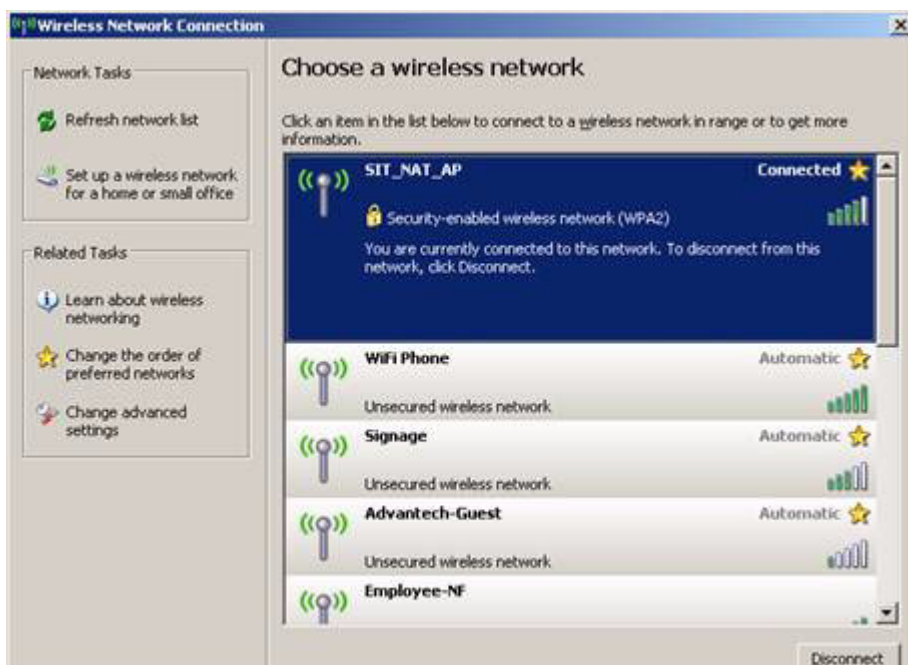 Wireless Network Connection
Network Tasks
Refresh network list
Set up a wireless network
for a home or small office
Related Tasks
Learn about wireless
networking
Change the order of
preferred networks
Change advanced
settings
Choose a wireless network
Click an item in the list below to connect to a wireless network in range or to get more
information.
SIT_NAT_AP Connected
Security-enabled wireless network (WPA2)
You are currently connected to this network. To disconnect from this
network, click Disconnect.
WiFi Phone Automatic
Unsecured wireless network
Signage Automatic
Unsecured wireless network
Advantech-Guest Automatic
Unsecured wireless network
Employee-NF
Disconnect